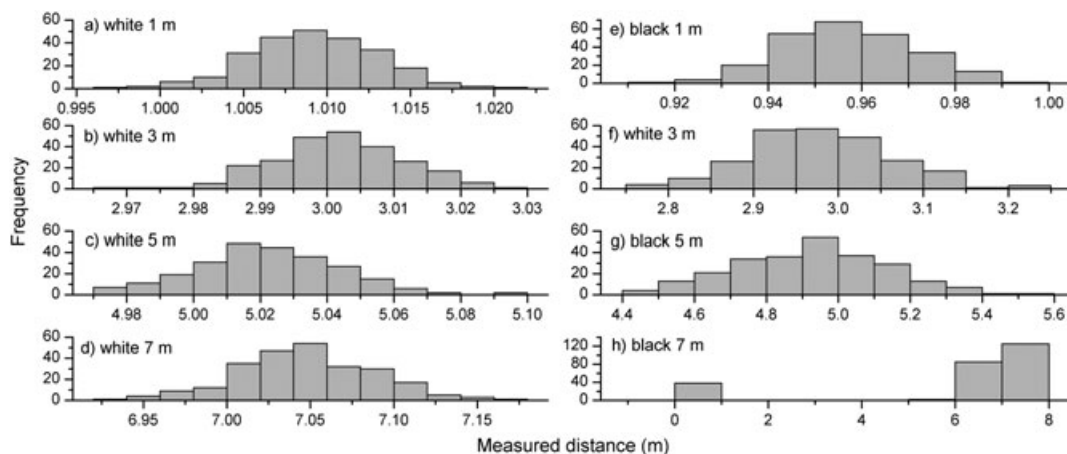 a) white 1 m
60
40
20
0
0.995 1.000 1.005 1.010 1.015 1.020
b) white 3 m
60
40
20
0
2.97 2.98 2.99 3.00 3.01 3.02 3.03
c) white 5 m
60
40
20
0
4.98 5.00 5.02 5.04 5.06 5.08 5.10
d) white 7 m
60
40
20
0
6.95 7.00 7.05 7.10 7.15
e) black 1 m
60
40
20
0
0.92 0.94 0.96 0.98 1.00
f) white 3 m
60
40
20
0
2.8 2.9 3.0 3.1 3.2
g) black 5 m
60
40
20
0
4.4 4.6 4.8 5.0 5.2 5.4 5.6
h) black 7 m
120
80
40
0
0 2 4 6 8
Frequency
Measured distance (m)